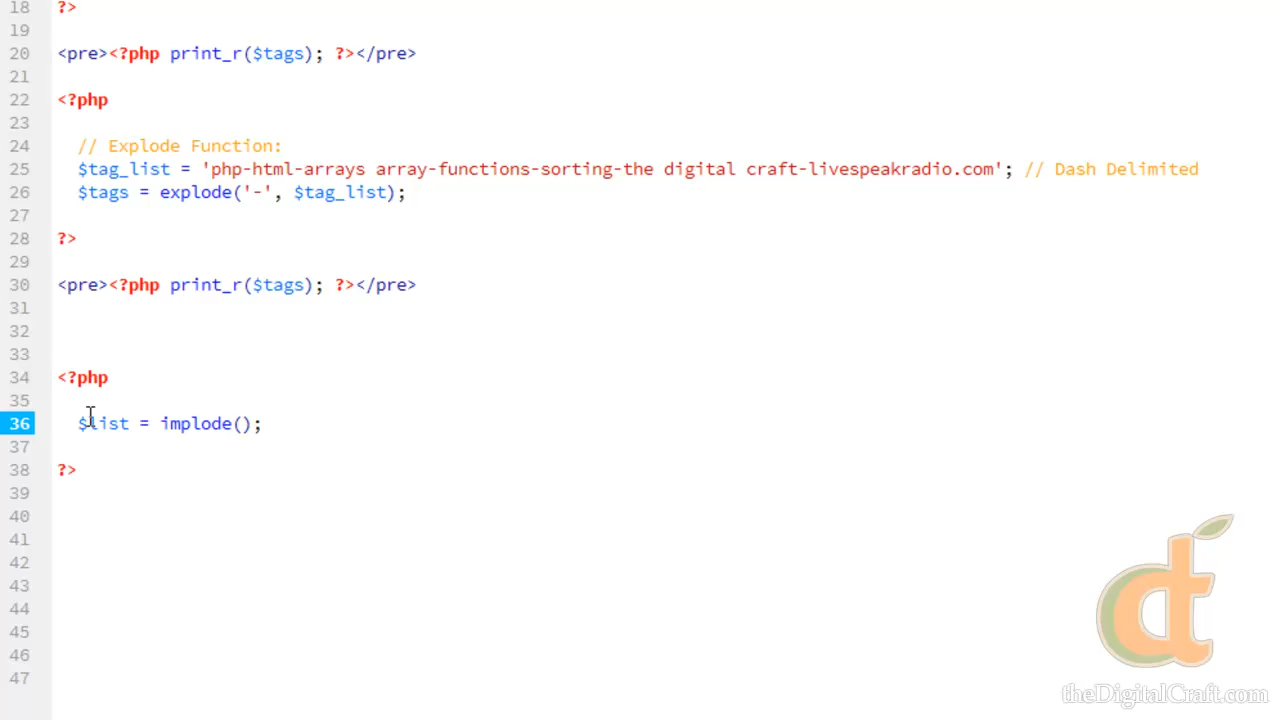 18 ?>
19
20 <pre><?php print_r($tags); ?></pre>
21
22 <?php
23
24 // Explode Function:
25 $tag_list = 'php-html-arrays array-functions-sorting-the digital craft-livespeakradio.com'; // Dash Delimited
26 $tags = explode('-', $tag_list);
27
28 ?>
29
30 <pre><?php print_r($tags); ?></pre>
31
32
33
34 <?php
35
36 $list = implode();
37
38 ?>
39
40
41
42
43
44
45
46
47
dt
theDigitalCraft.com